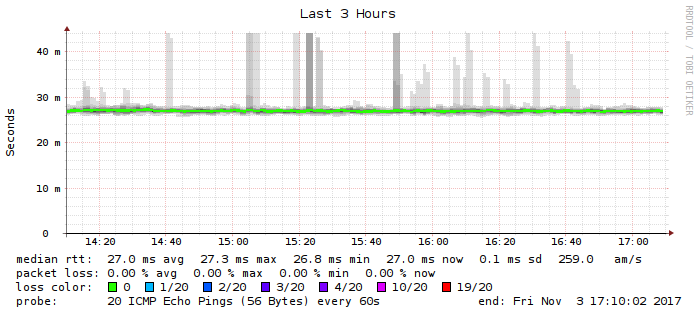 Last 3 Hours
RRDTOOL / TOBI OETIKER
Seconds
40 m
30 m
20 m
10 m
0
14:20 14:40 15:00 15:20 15:40 16:00 16:20 16:40 17:00
median rtt: 27.0 ms avg 27.3 ms max 26.8 ms min 27.0 ms now 0.1 ms sd 259.0 am/s
packet loss: 0.00 % avg 0.00 % max 0.00 % min 0.00 % now
loss color: 0 1/20 2/20 3/20 4/20 10/20 19/20
probe: 20 ICMP Echo Pings (56 Bytes) every 60s end: Fri Nov 3 17:10:02 2017